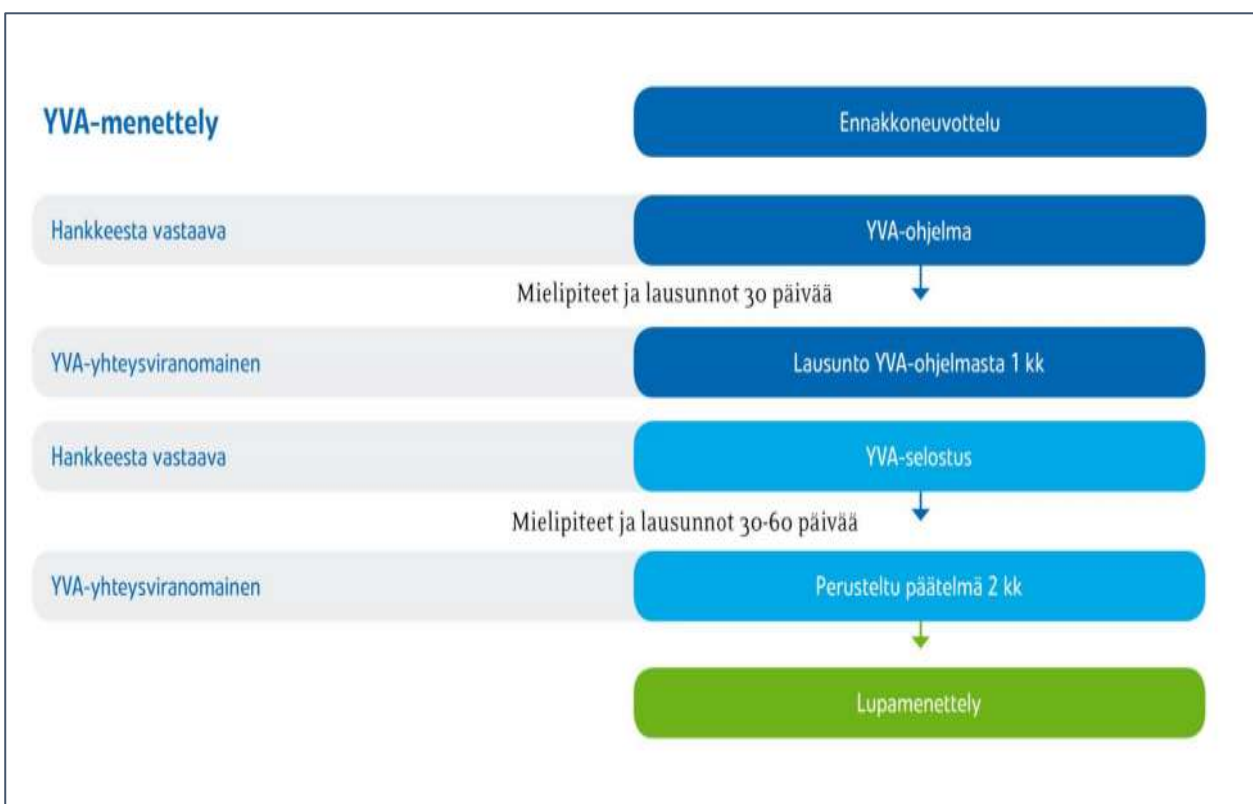 YVA-menettely
Ennakkoneuvottelu
Hankkeesta vastaava
YVA-ohjelma
Mielipiteet ja lausunnot 30 päivää
YVA-yhteysviranomainen
Lausunto YVA-ohjelmasta 1 kk
Hankkeesta vastaava
YVA-selostus
Mielipiteet ja lausunnot 30-60 päivää
YVA-yhteysviranomainen
Perusteltu päätelmä 2 kk
Lupamenettely